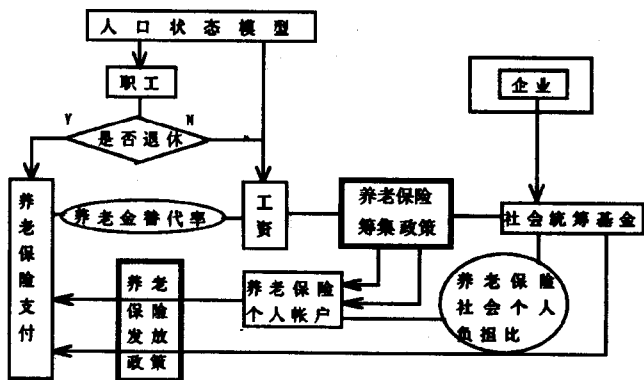 人口状态模型
职工
企业
Y
N
是否退休
养老保险支付
养老金替代率
工资
养老保险
筹集政策
社会统筹基金
养老
保险
发放
政策
养老保险
个人帐户
养老保险
社会个人
负担比